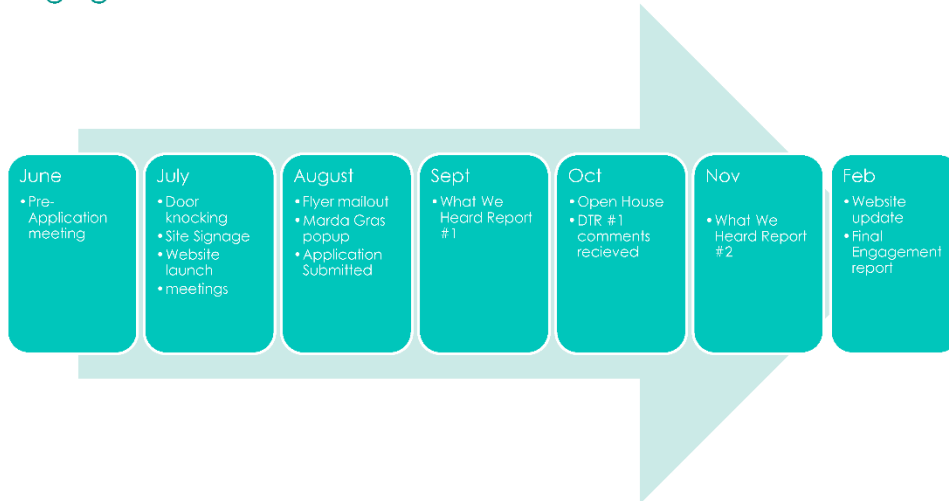 June
• Pre-
Application
meeting
July
• Door
knocking
• Site Signage
• Website
launch
• meetings
August
• Flyer mailout
• Marda Gras
popup
• Application
Submitted
Sept
• What We
Heard Report
#1
Oct
• Open House
• DTR #1
comments
recieved
Nov
• What We
Heard Report
#2
Feb
• Website
update
• Final
Engagement
report